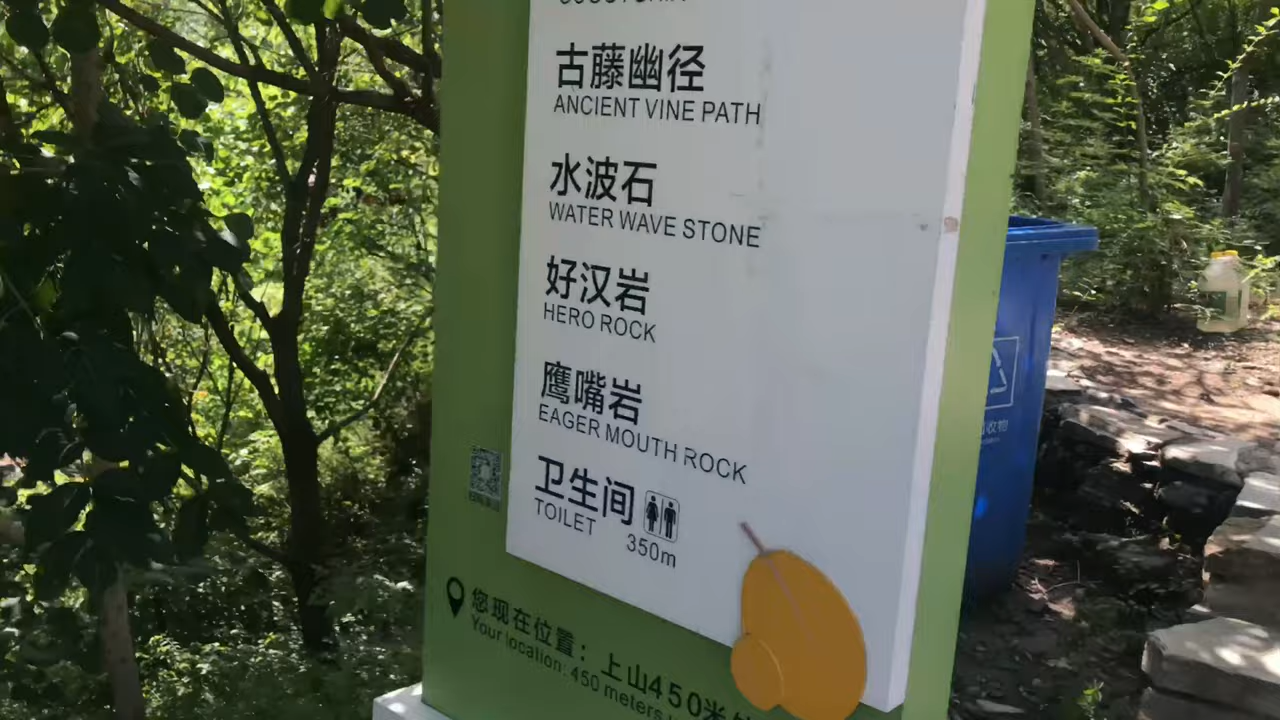 古藤幽径
ANCIENT VINE PATH
水波石
WATER WAVE STONE
好汉岩
HERO ROCK
鹰嘴岩
EAGER MOUTH ROCK
卫生间
TOILET
350m
您现在位置：上山450米
Your location: 450 meters
收物